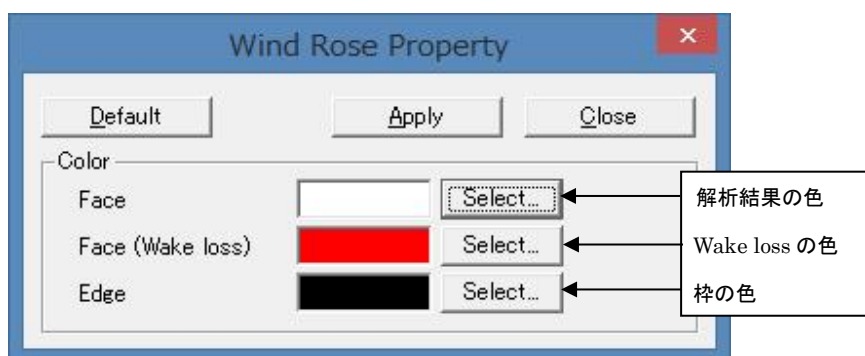 Wind Rose Property
Default Apply Close
Color
Face Select... 解析結果の色
Face (Wake loss) Select... Wake loss の色
Edge Select... 枠の色